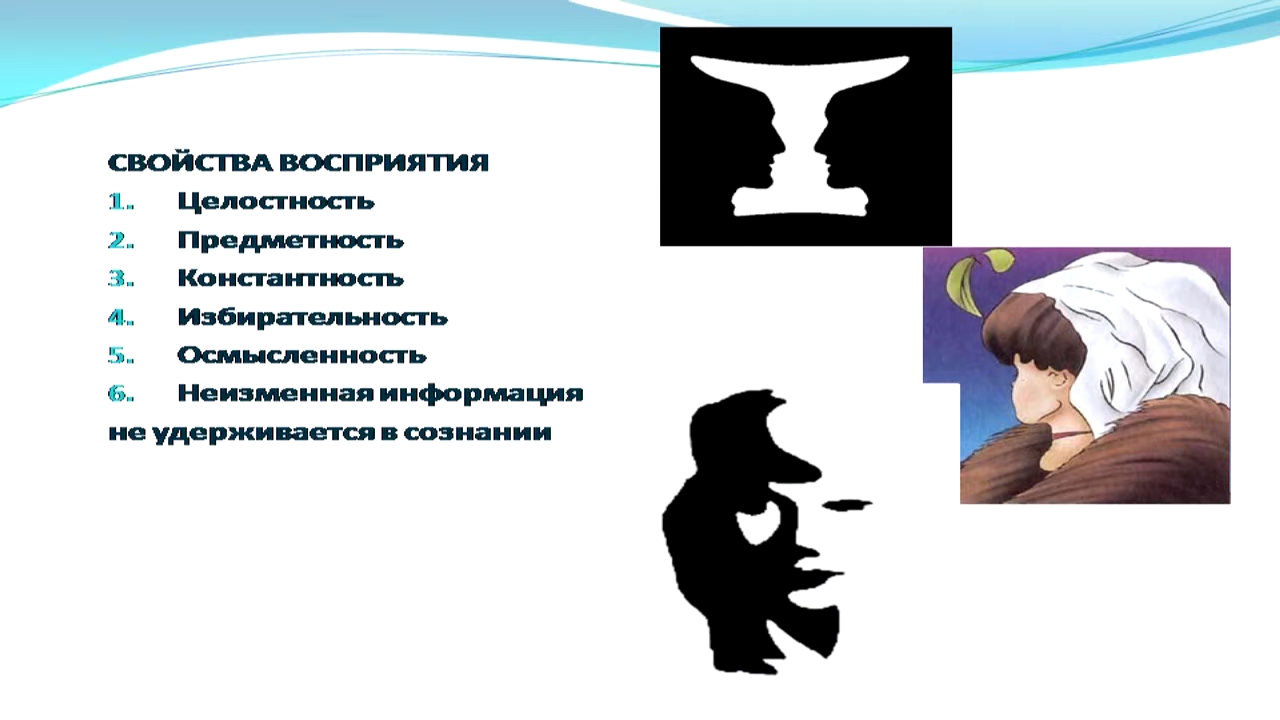 СВОЙСТВА ВОСПРИЯТИЯ
1. Целостность
2. Предметность
3. Константность
4. Избирательность
5. Осмысленность
6. Неизменная информация
не удерживается в сознании